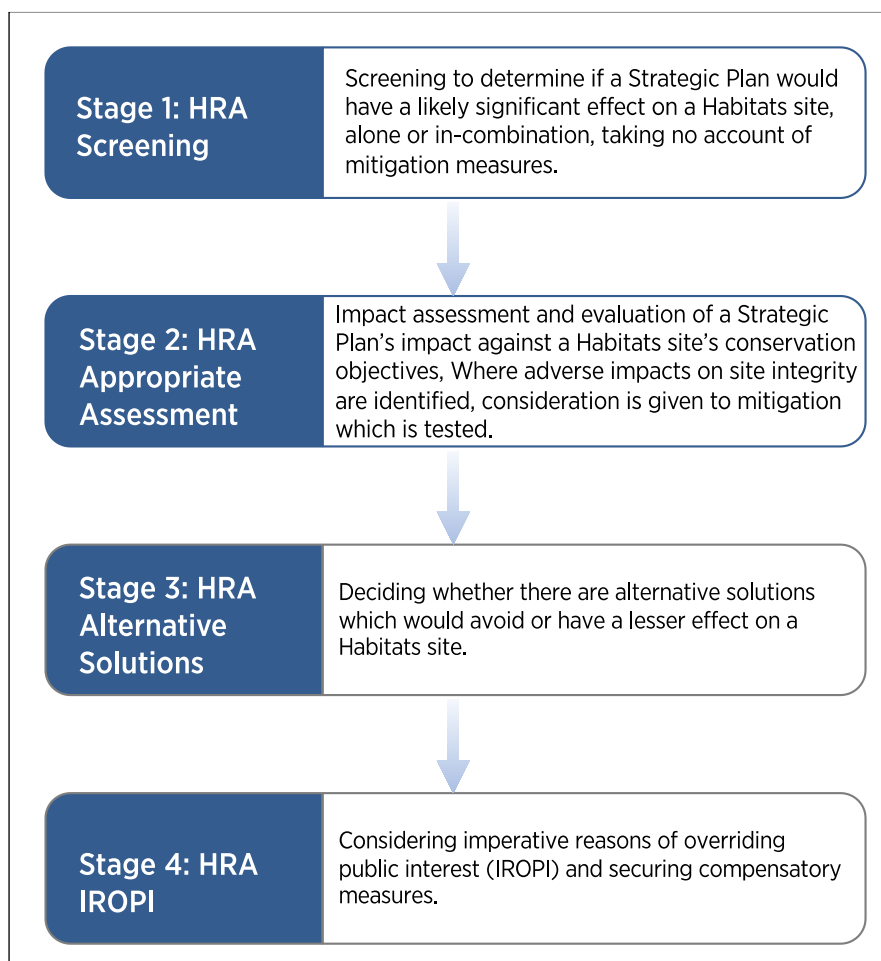 Stage 1: HRA
Screening
Screening to determine if a Strategic Plan would
have a likely significant effect on a Habitats site,
alone or in-combination, taking no account of
mitigation measures.
Stage 2: HRA
Appropriate
Assessment
Impact assessment and evaluation of a Strategic
Plan’s impact against a Habitats site’s conservation
objectives, Where adverse impacts on site integrity
are identified, consideration is given to mitigation
which is tested.
Stage 3: HRA
Alternative
Solutions
Deciding whether there are alternative solutions
which would avoid or have a lesser effect on a
Habitats site.
Stage 4: HRA
IROPI
Considering imperative reasons of overriding
public interest (IROPI) and securing compensatory
measures.